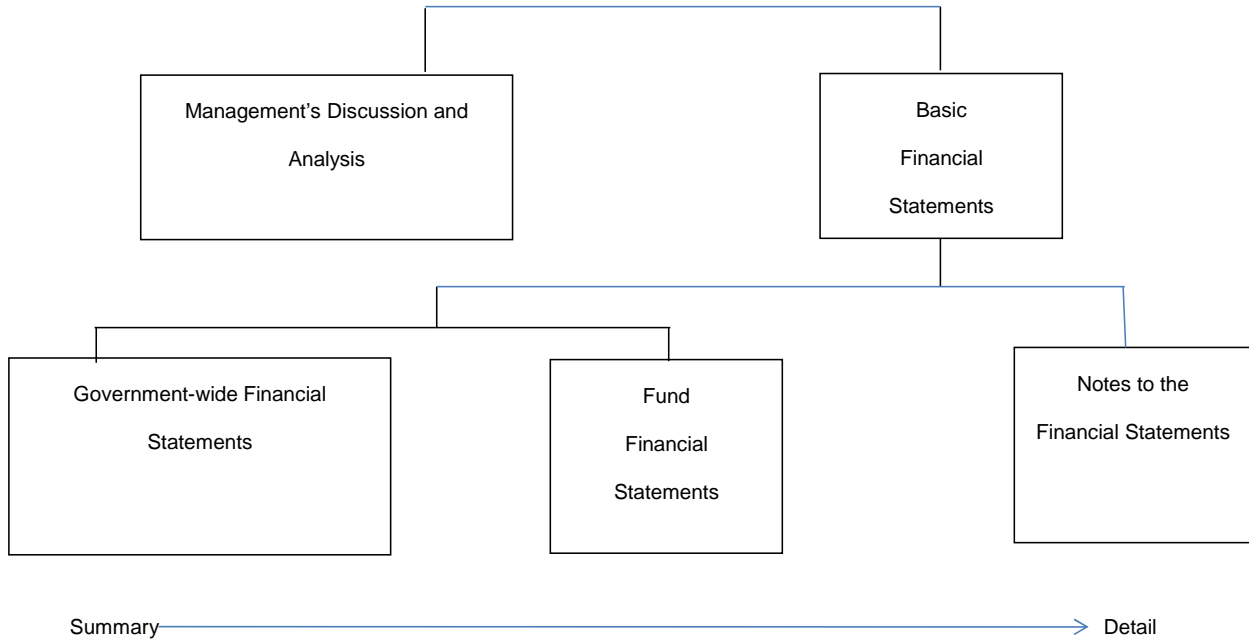 Management’s Discussion and
Analysis
Basic
Financial
Statements
Government-wide Financial
Statements
Fund
Financial
Statements
Notes to the
Financial Statements
Summary
Detail